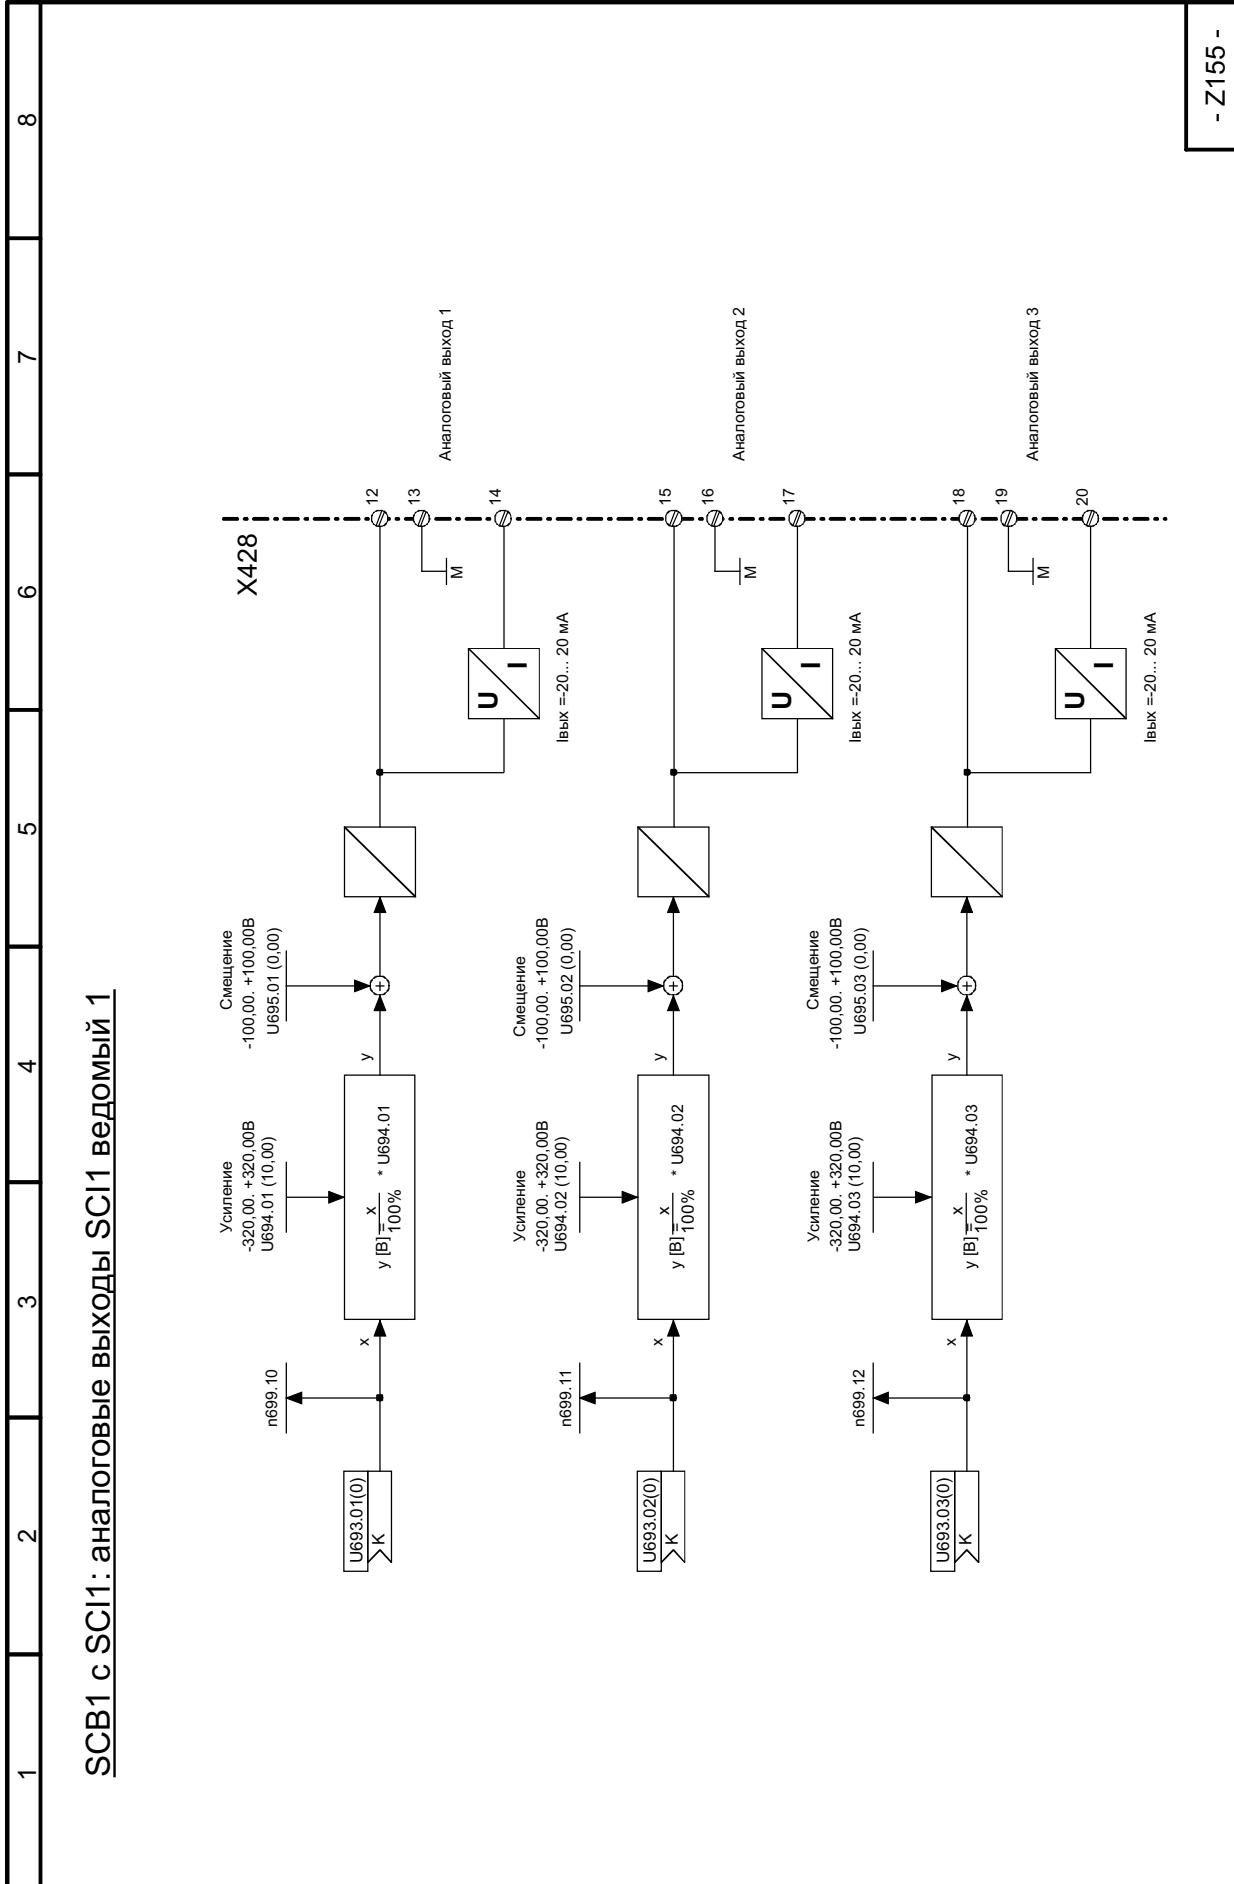 1
2
3
4
5
6
7
8
SCB1 с SCI1: аналоговые выходы SCI1 ведомый 1
X428
U693.01(0)
K
n699.10
x
Усиление
-320,00. +320,00В
U694.01 (10,00)
y [В]= x
100%
* U694.01
y
Смещение
-100,00. +100,00В
U695.01 (0,00)
+
U
I
Iвых =-20... 20 мА
M
12
13
14
Аналоговый выход 1
U693.02(0)
K
n699.11
x
Усиление
-320,00. +320,00В
U694.02 (10,00)
y [В]= x
100%
* U694.02
y
Смещение
-100,00. +100,00В
U695.02 (0,00)
+
U
I
Iвых =-20... 20 мА
M
15
16
17
Аналоговый выход 2
U693.03(0)
K
n699.12
x
Усиление
-320,00. +320,00В
U694.03 (10,00)
y [В]= x
100%
* U694.03
y
Смещение
-100,00. +100,00В
U695.03 (0,00)
+
U
I
Iвых =-20... 20 мА
M
18
19
20
Аналоговый выход 3
- Z155 -